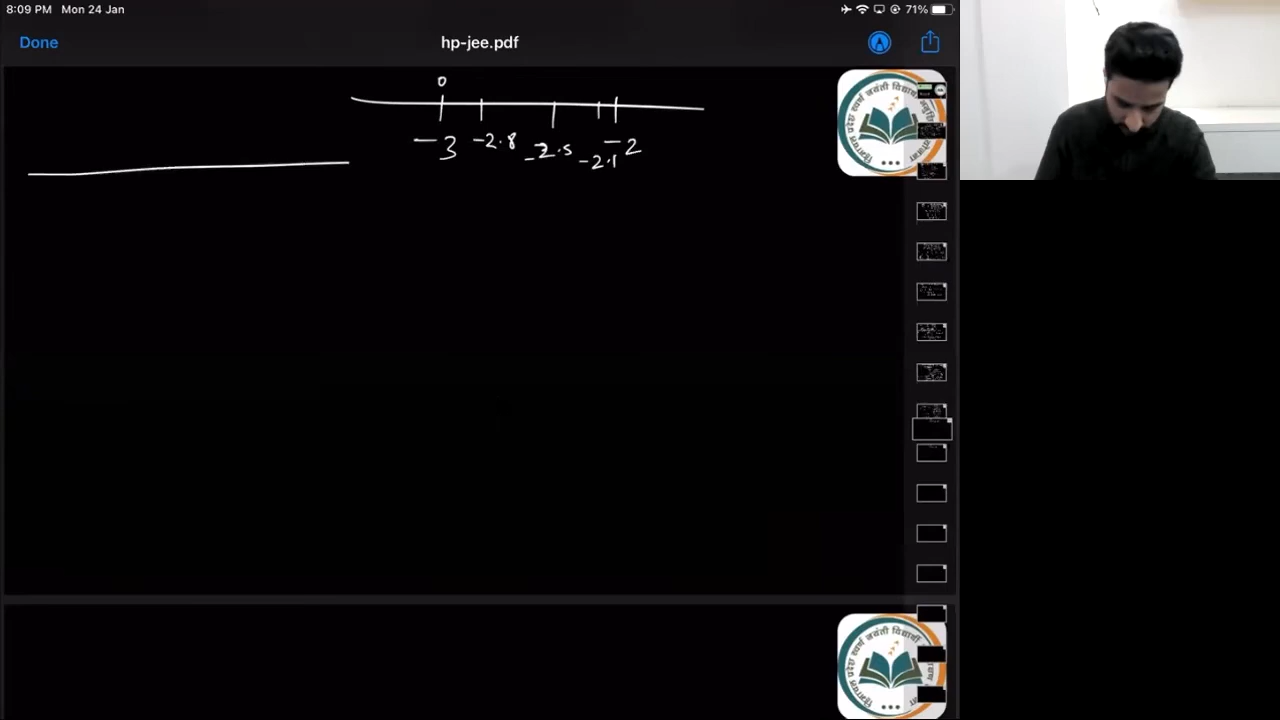 8:09 PM Mon 24 Jan
71%
Done
hp-jee.pdf
0
-3 -2.8 -2.5 -2.1 -2